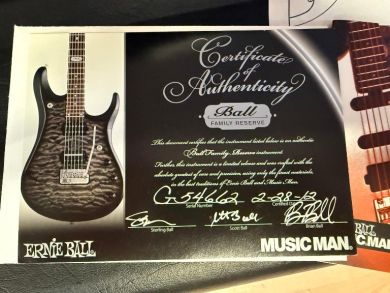 Certificate
of
Authenticity
Ball
FAMILY RESERVE
This document certifies that the instrument listed below is an authentic
Ball Family Reserve instrument.
Further, this instrument is a limited release and was crafted with the
absolute greatest of care and precision, using only the finest materials,
in the best traditions of Ernie Ball and Music Man.
G54662 2-28-12
Serial Number Certified On
Sterling Ball Scott Ball Brian Ball
ERNIE BALL MUSIC MAN
BALL
C MAN